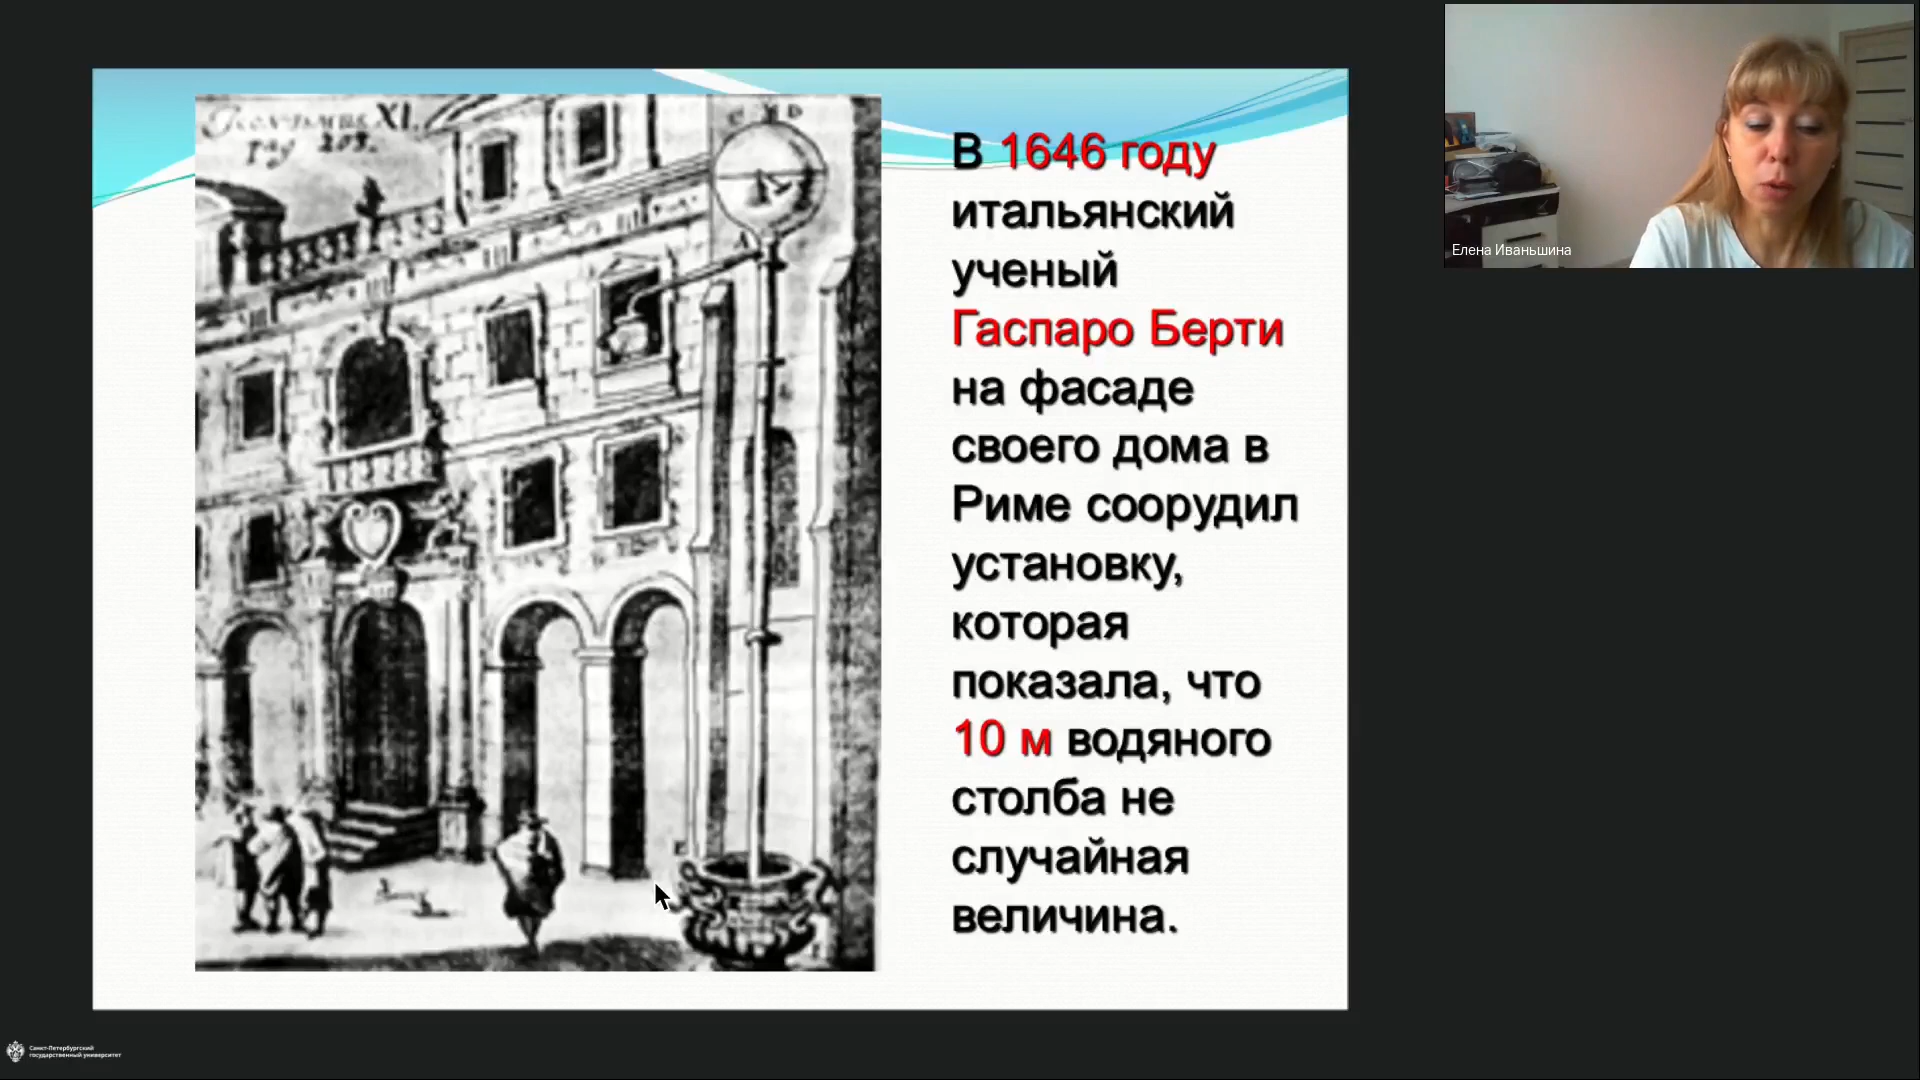 В 1646 году
итальянский
ученый
Гаспаро Берти
на фасаде
своего дома в
Риме соорудил
установку,
которая
показала, что
10 м водяного
столба не
случайная
величина.
Елена Иваньшина
Санкт-Петербургский
государственный университет